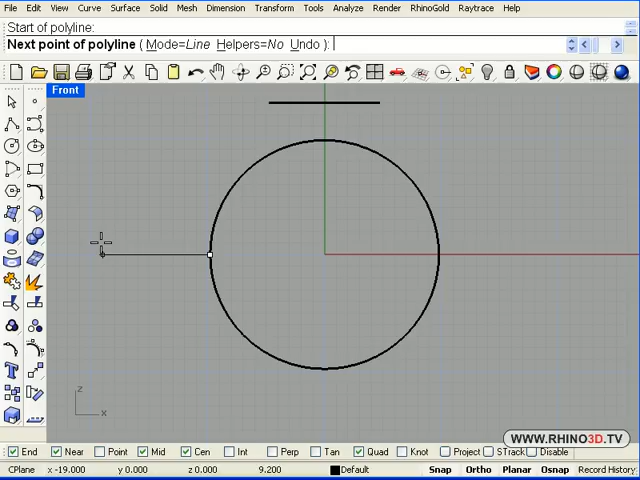 File Edit View Curve Surface Solid Mesh Dimension Transform Tools Analyze Render RhinoGold Raytrace Help
Start of polyline:
Next point of polyline ( Mode=Line Helpers=No Undo ):
Front
z
x
WWW.RHINO3D.TV
End Near Point Mid Cen Int Perp Tan Quad Knot Project STrack Disable
CPlane x -19.000 y 0.000 z 0.000 9.200 Default Snap Ortho Planar Osnap Record History